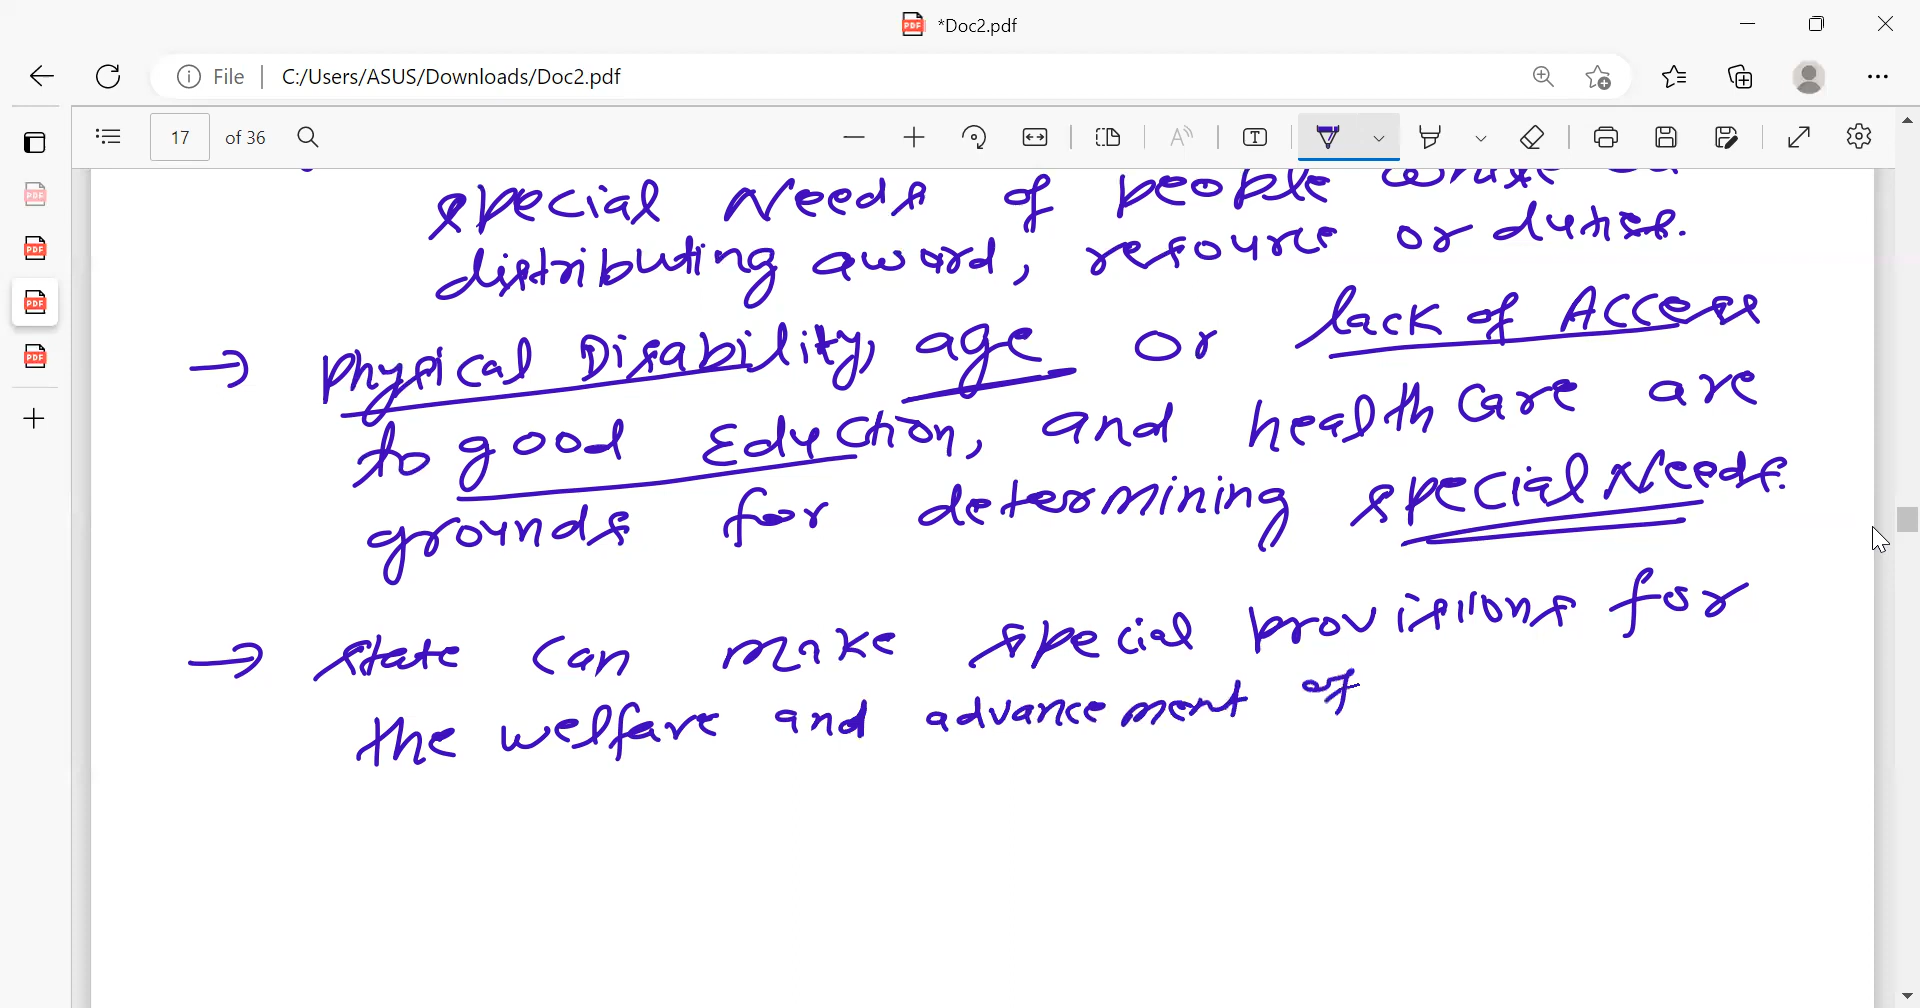 *Doc2.pdf
File | C:/Users/ASUS/Downloads/Doc2.pdf
17 of 36
special Needs of people
distributing award, resource or duties.
→ Physical Disability, age or lack of Access
to good Eduction, and health Care are
grounds for determining special Needs.
→ state can make special provisions for
the welfare and advancement of